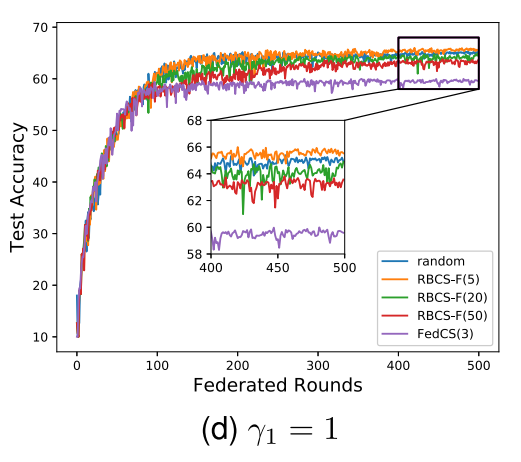 70
60
50
40
30
20
10
Test Accuracy
68
66
64
62
60
58
400
450
500
random
RBCS-F(5)
RBCS-F(20)
RBCS-F(50)
FedCS(3)
0
100
200
300
400
500
Federated Rounds
(d) γ₁ = 1